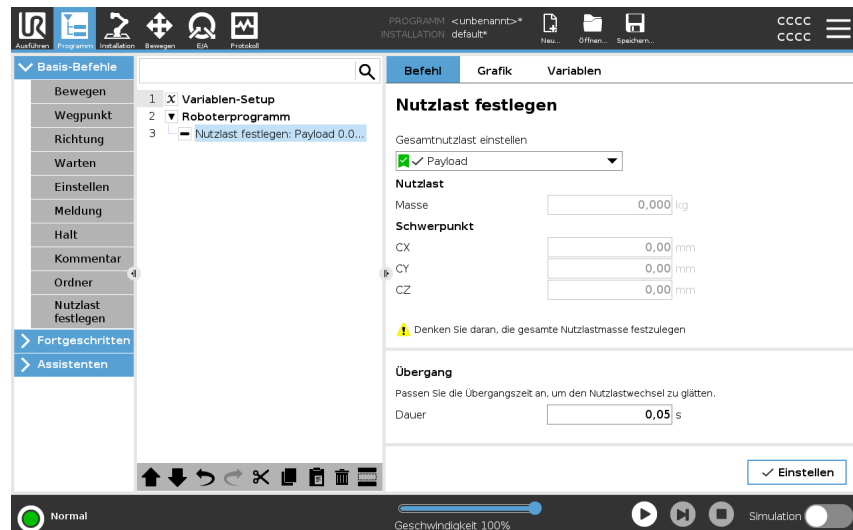 PROGRAMM <unbenannt>*
INSTALLATION default*
Ausführen Programm Installation Bewegen E/A Protokoll
Neu... Öffnen... Speichern...
cccc
cccc
Basis-Befehle
Bewegen
Wegpunkt
Richtung
Warten
Einstellen
Meldung
Halt
Kommentar
Ordner
Nutzlast
festlegen
Fortgeschritten
Assistenten
1 X Variablen-Setup
2 Roboterprogramm
3 Nutzlast festlegen: Payload 0.0...
Befehl Grafik Variablen
Nutzlast festlegen
Gesamtnutzlast einstellen
Payload
Nutzlast
Masse 0,000 kg
Schwerpunkt
CX 0,00 mm
CY 0,00 mm
CZ 0,00 mm
Denken Sie daran, die gesamte Nutzlastmasse festzulegen
Übergang
Passen Sie die Übergangszeit an, um den Nutzlastwechsel zu glätten.
Dauer 0,05 s
Einstellen
Normal
Geschwindigkeit 100%
Simulation